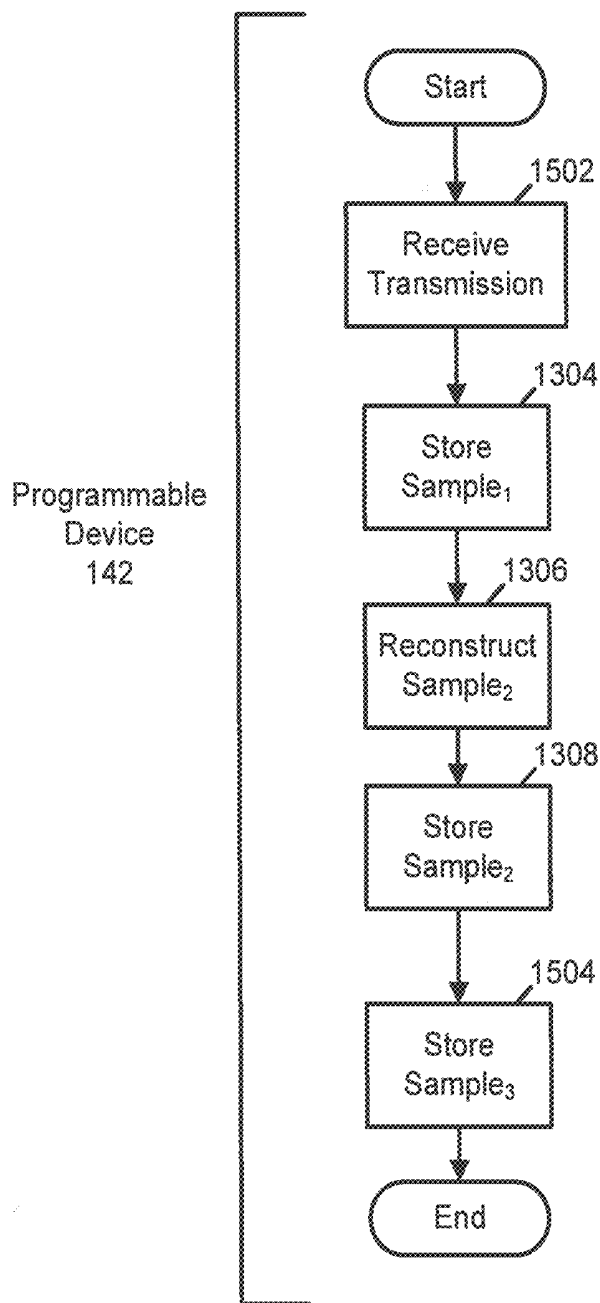 Start
1502
Receive
Transmission
1304
Store
Sample₁
Programmable
Device
142
1306
Reconstruct
Sample₂
1308
Store
Sample₂
1504
Store
Sample₃
End